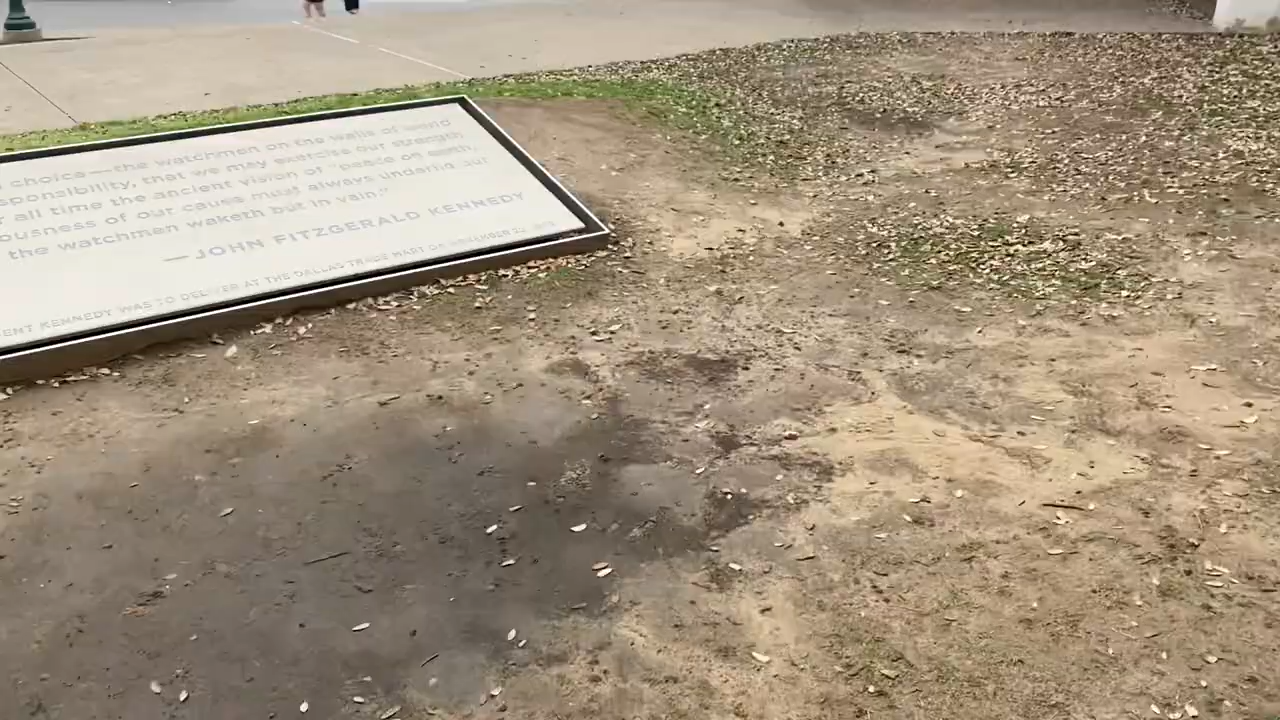 choice—the watchmen on the walls of world
sponsibility, that we may exercise our strength
r all time the ancient vision of "peace on earth,
ousness of our cause must always underlie our
the watchmen waketh but in vain."
—JOHN FITZGERALD KENNEDY
ENT KENNEDY WAS TO DELIVER AT THE DALLAS TRADE MART ON NOVEMBER 22,